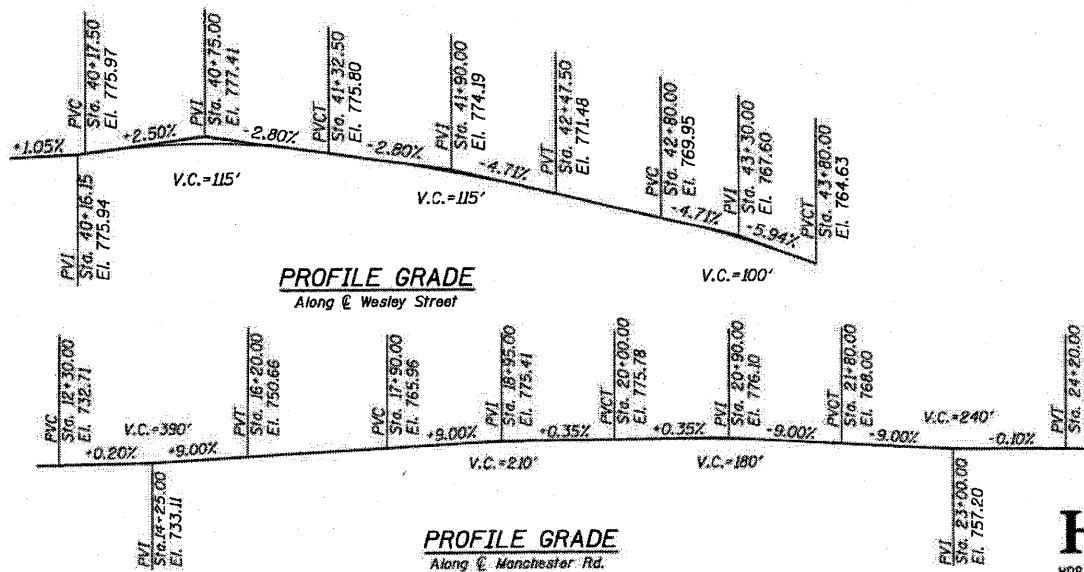 PVC
Sta. 40+17.50
El. 775.97
PVI
Sta. 40+75.00
El. 777.41
PVCT
Sta. 41+32.50
El. 775.80
PVI
Sta. 41+90.00
El. 774.19
PVT
Sta. 42+47.50
El. 771.48
PVC
Sta. 42+80.00
El. 769.95
PVI
Sta. 43+30.00
El. 767.60
PVCT
Sta. 43+80.00
El. 764.63
+1.05%
+2.50%
-2.80%
-2.80%
-4.71%
-4.71%
-5.94%
PVI
Sta. 40+16.15
El. 775.94
V.C.=115'
V.C.=115'
V.C.=100'
PROFILE GRADE
Along ℄ Wesley Street
PVC
Sta. 12+30.00
El. 732.71
PVT
Sta. 16+20.00
El. 750.66
PVC
Sta. 17+90.00
El. 765.96
PVI
Sta. 18+95.00
El. 775.41
PVCT
Sta. 20+00.00
El. 775.78
PVI
Sta. 20+90.00
El. 776.10
PVCT
Sta. 21+80.00
El. 768.00
PVT
Sta. 24+20.00
V.C.=390'
V.C.=240'
+0.20%
+9.00%
+9.00%
+0.35%
+0.35%
-9.00%
-9.00%
-0.10%
V.C.=210'
V.C.=180'
PVI
Sta.14+25.00
El. 733.11
PVI
Sta. 23+00.00
El. 757.20
PROFILE GRADE
Along ℄ Manchester Rd.
H